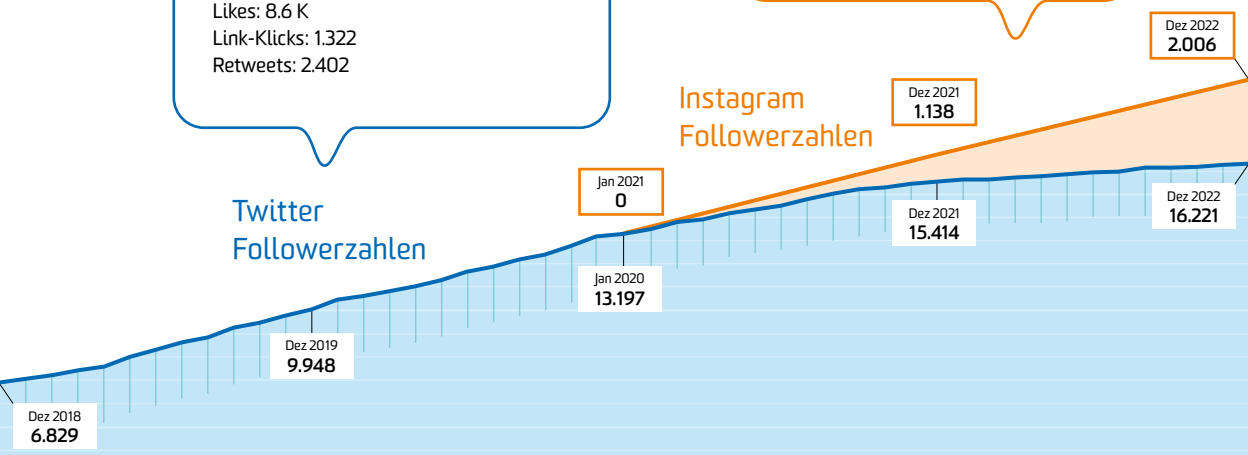 Likes: 8.6 K
Link-Klicks: 1.322
Retweets: 2.402
Dez 2022
2.006
Instagram
Followerzahlen
Dez 2021
1.138
Jan 2021
0
Twitter
Followerzahlen
Dez 2022
16.221
Dez 2021
15.414
Jan 2020
13.197
Dez 2019
9.948
Dez 2018
6.829